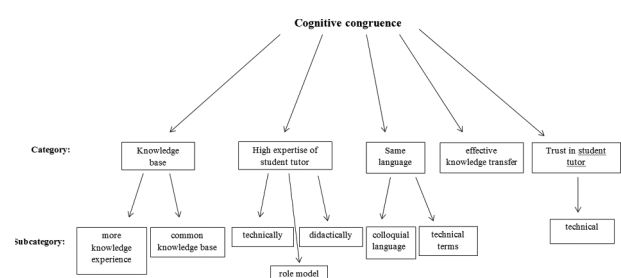 Cognitive congruence
Category:
Knowledge
base
High expertise of
student tutor
Same
language
effective
knowledge transfer
Trust in student
tutor
Subcategory:
more
knowledge
experience
common
knowledge base
technically
didactically
colloquial
language
technical
terms
technical
role model